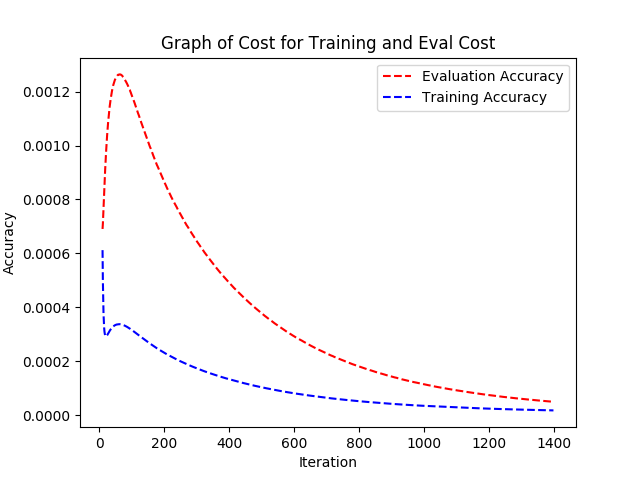 Graph of Cost for Training and Eval Cost
Evaluation Accuracy
Training Accuracy
0.0012
0.0010
0.0008
0.0006
0.0004
0.0002
0.0000
Accuracy
0 200 400 600 800 1000 1200 1400
Iteration